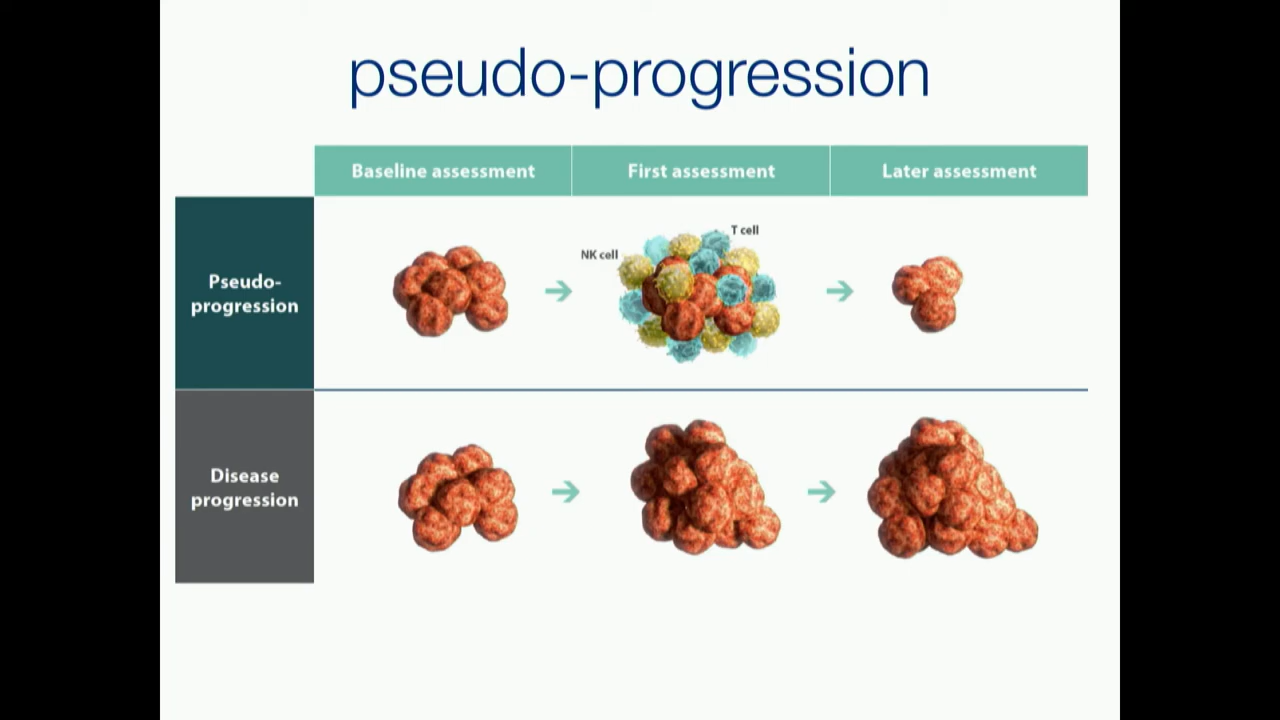 pseudo-progression
Baseline assessment
First assessment
Later assessment
Pseudo-
progression
NK cell
T cell
Disease
progression